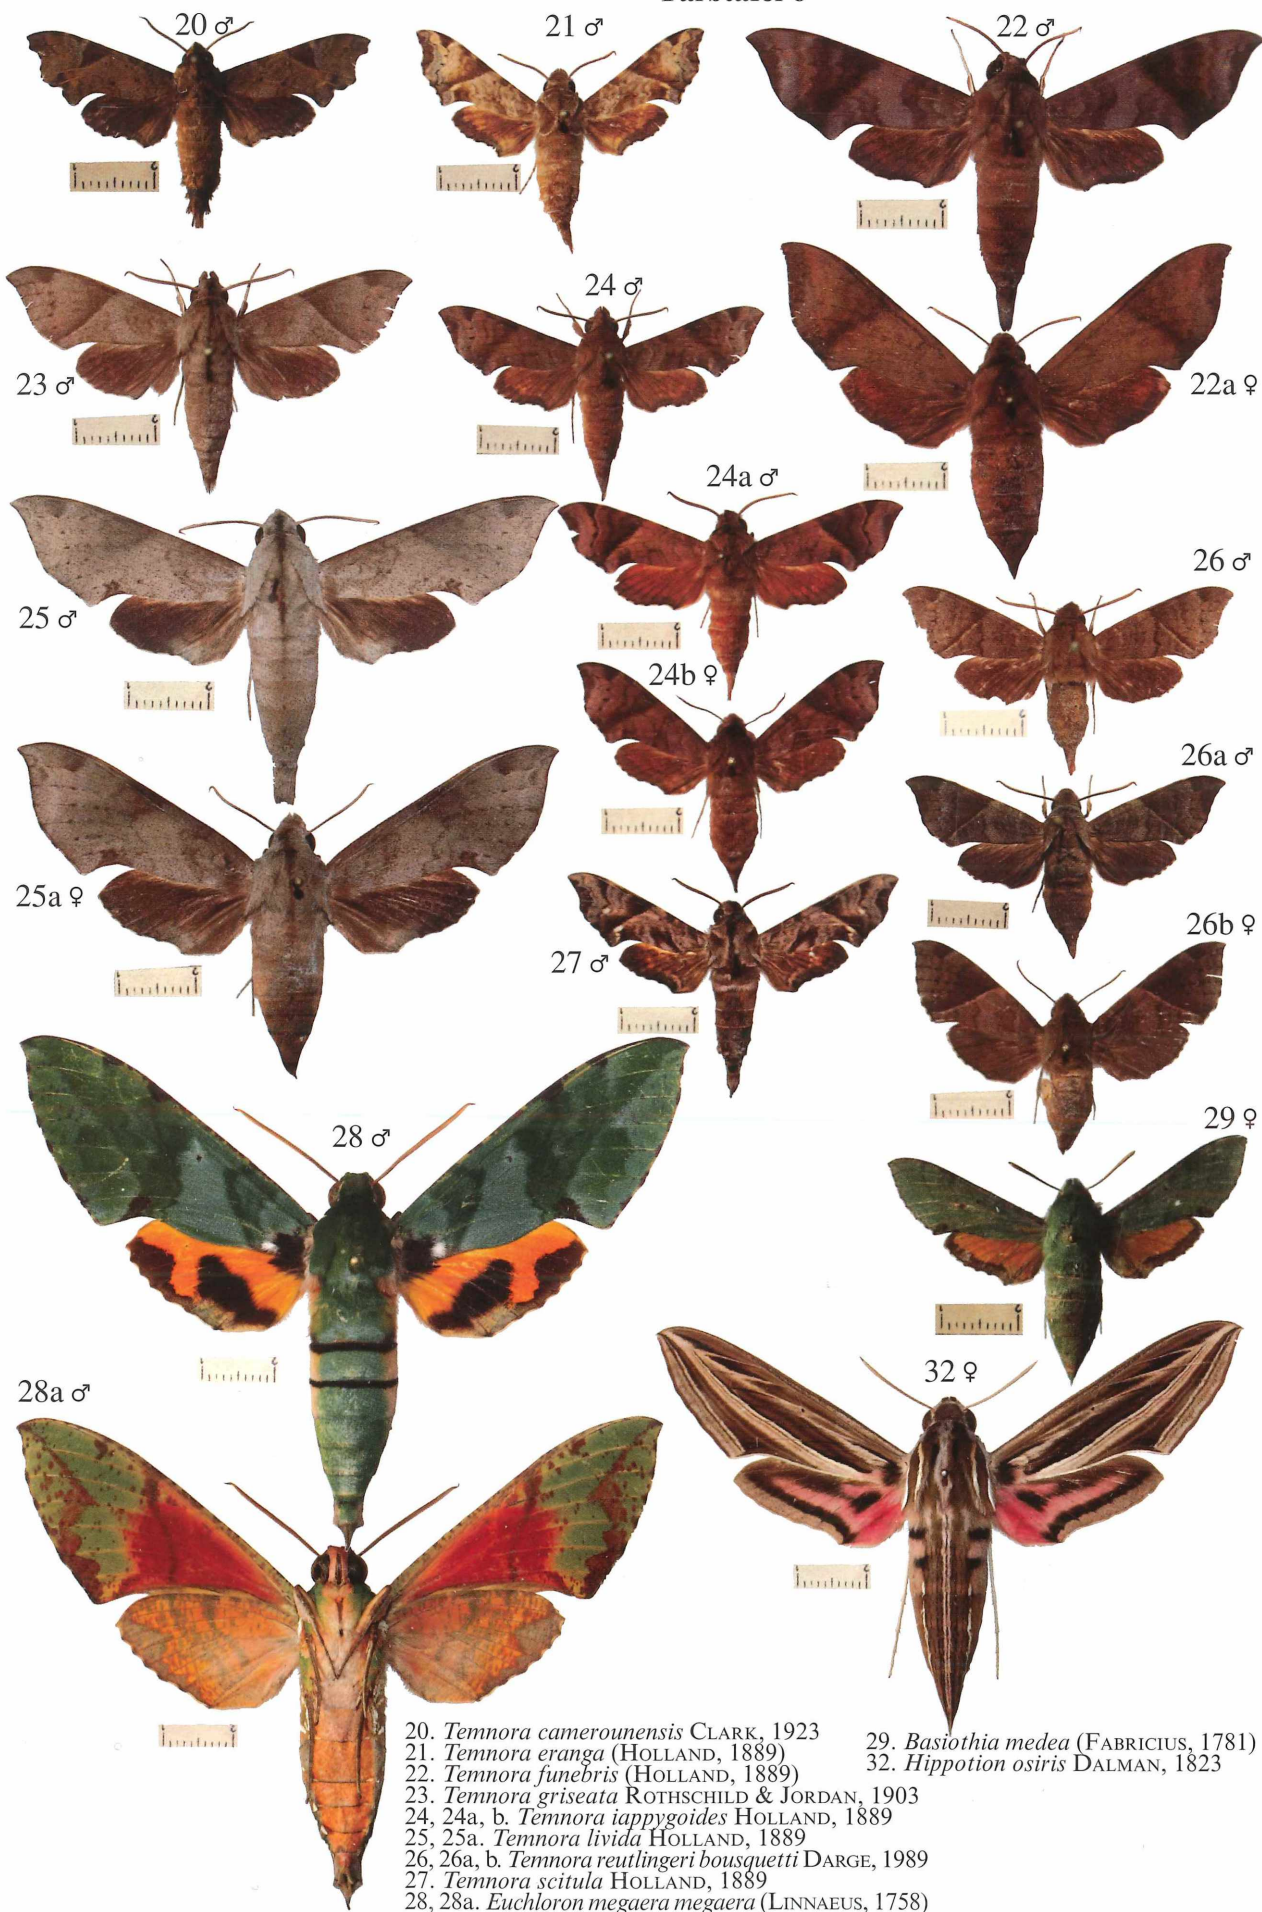 20 ♂
21 ♂
22 ♂
23 ♂
24 ♂
22a ♀
24a ♂
25 ♂
26 ♂
24b ♀
26a ♂
25a ♀
26b ♀
27 ♂
28 ♂
29 ♀
28a ♂
32 ♀
20. Temnora camerounensis CLARK, 1923
21. Temnora eranga (HOLLAND, 1889)
22. Temnora funebris (HOLLAND, 1889)
23. Temnora griseata ROTHSCHILD & JORDAN, 1903
24, 24a, b. Temnora iappygoides HOLLAND, 1889
25, 25a. Temnora livida HOLLAND, 1889
26, 26a, b. Temnora reutlingeri bousquetti DARGE, 1989
27. Temnora scitula HOLLAND, 1889
28, 28a. Euchloron megaera megaera (LINNAEUS, 1758)
29. Basiothia medea (FABRICIUS, 1781)
32. Hippotion osiris DALMAN, 1823